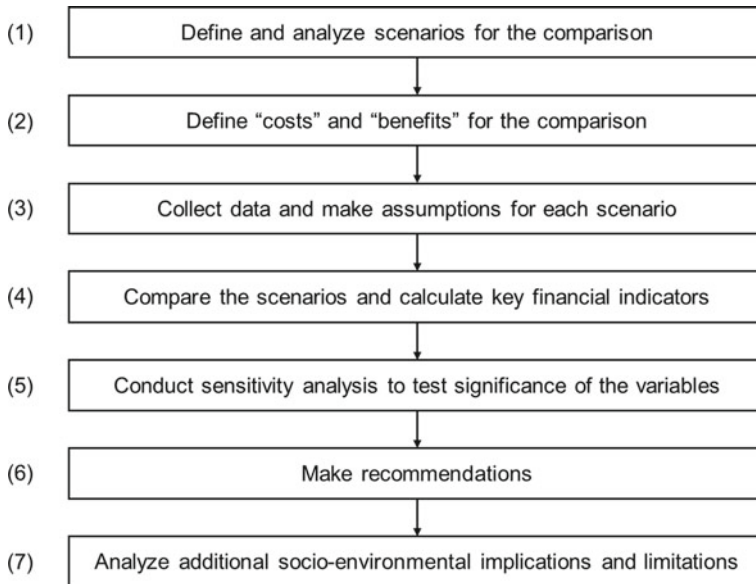 (1) Define and analyze scenarios for the comparison
(2) Define “costs” and “benefits” for the comparison
(3) Collect data and make assumptions for each scenario
(4) Compare the scenarios and calculate key financial indicators
(5) Conduct sensitivity analysis to test significance of the variables
(6) Make recommendations
(7) Analyze additional socio-environmental implications and limitations